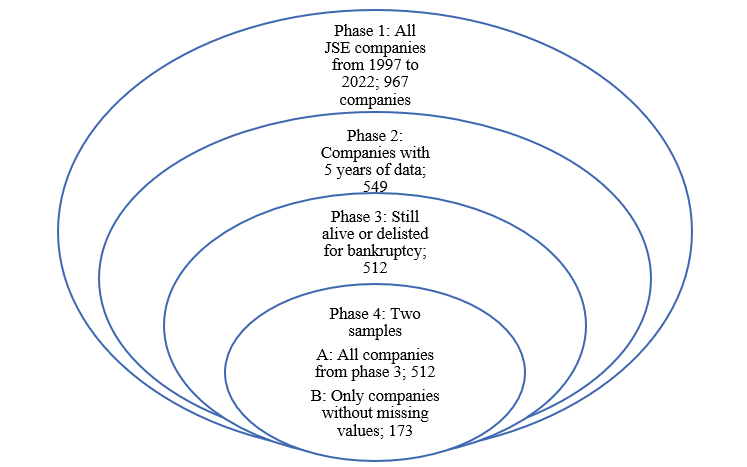 Phase 1: All
JSE companies
from 1997 to
2022; 967
companies
Phase 2:
Companies with
5 years of data;
549
Phase 3: Still
alive or delisted
for bankruptcy;
512
Phase 4: Two
samples
A: All companies
from phase 3; 512
B: Only companies
without missing
values; 173